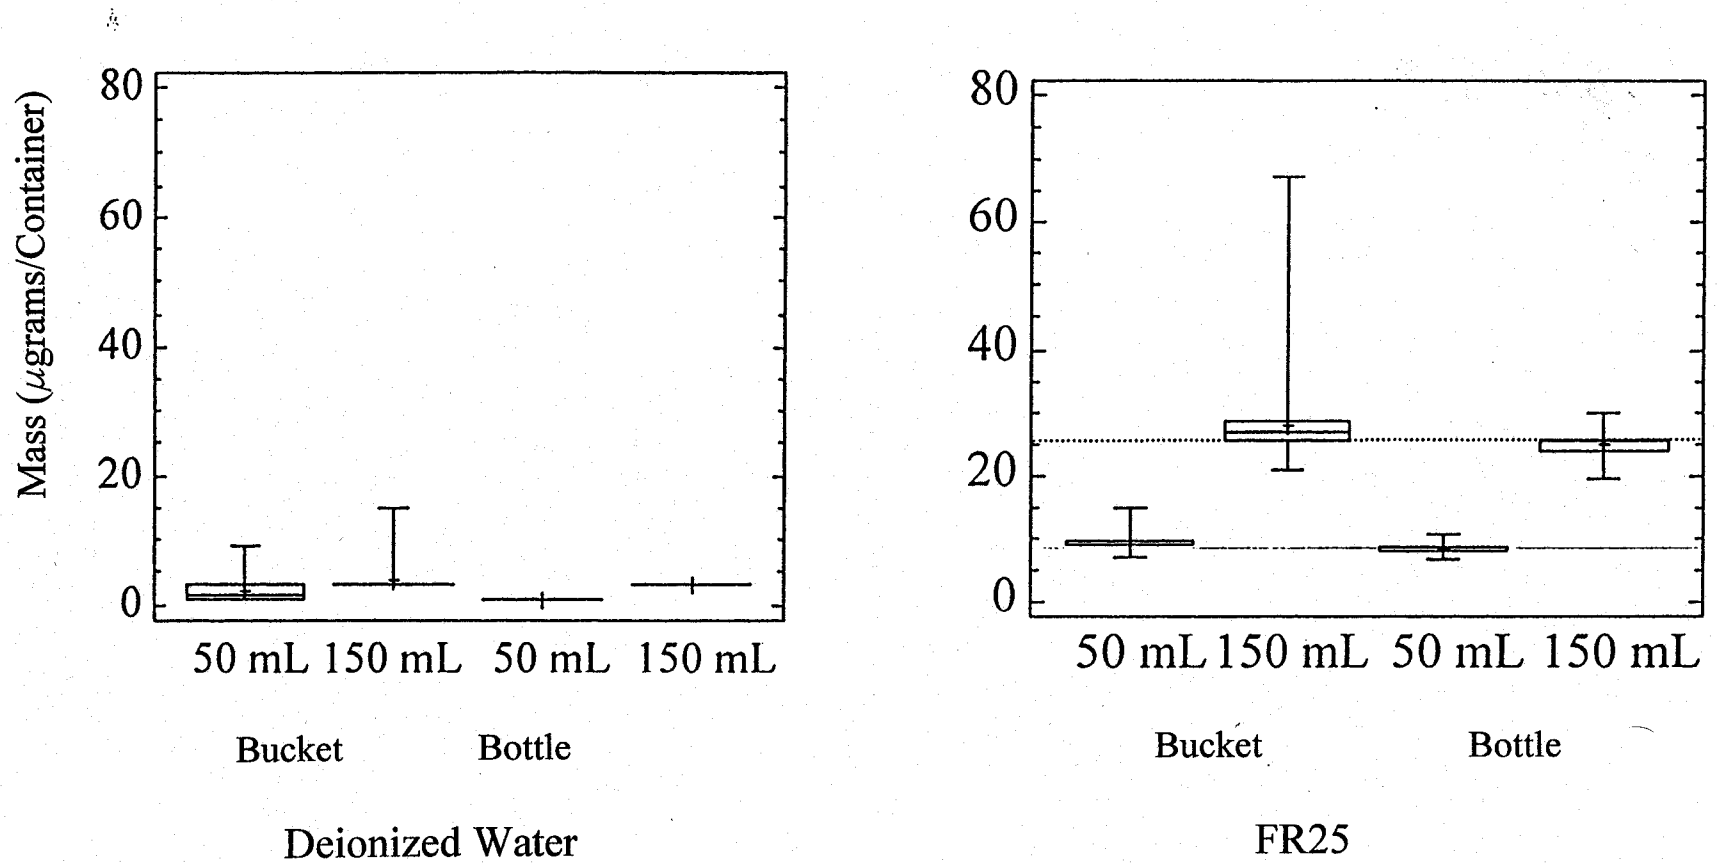 Mass (μgrams/Container)
80
60
40
20
0
50 mL 150 mL 50 mL 150 mL
Bucket Bottle
Deionized Water
80
60
40
20
0
50 mL 150 mL 50 mL 150 mL
Bucket Bottle
FR25